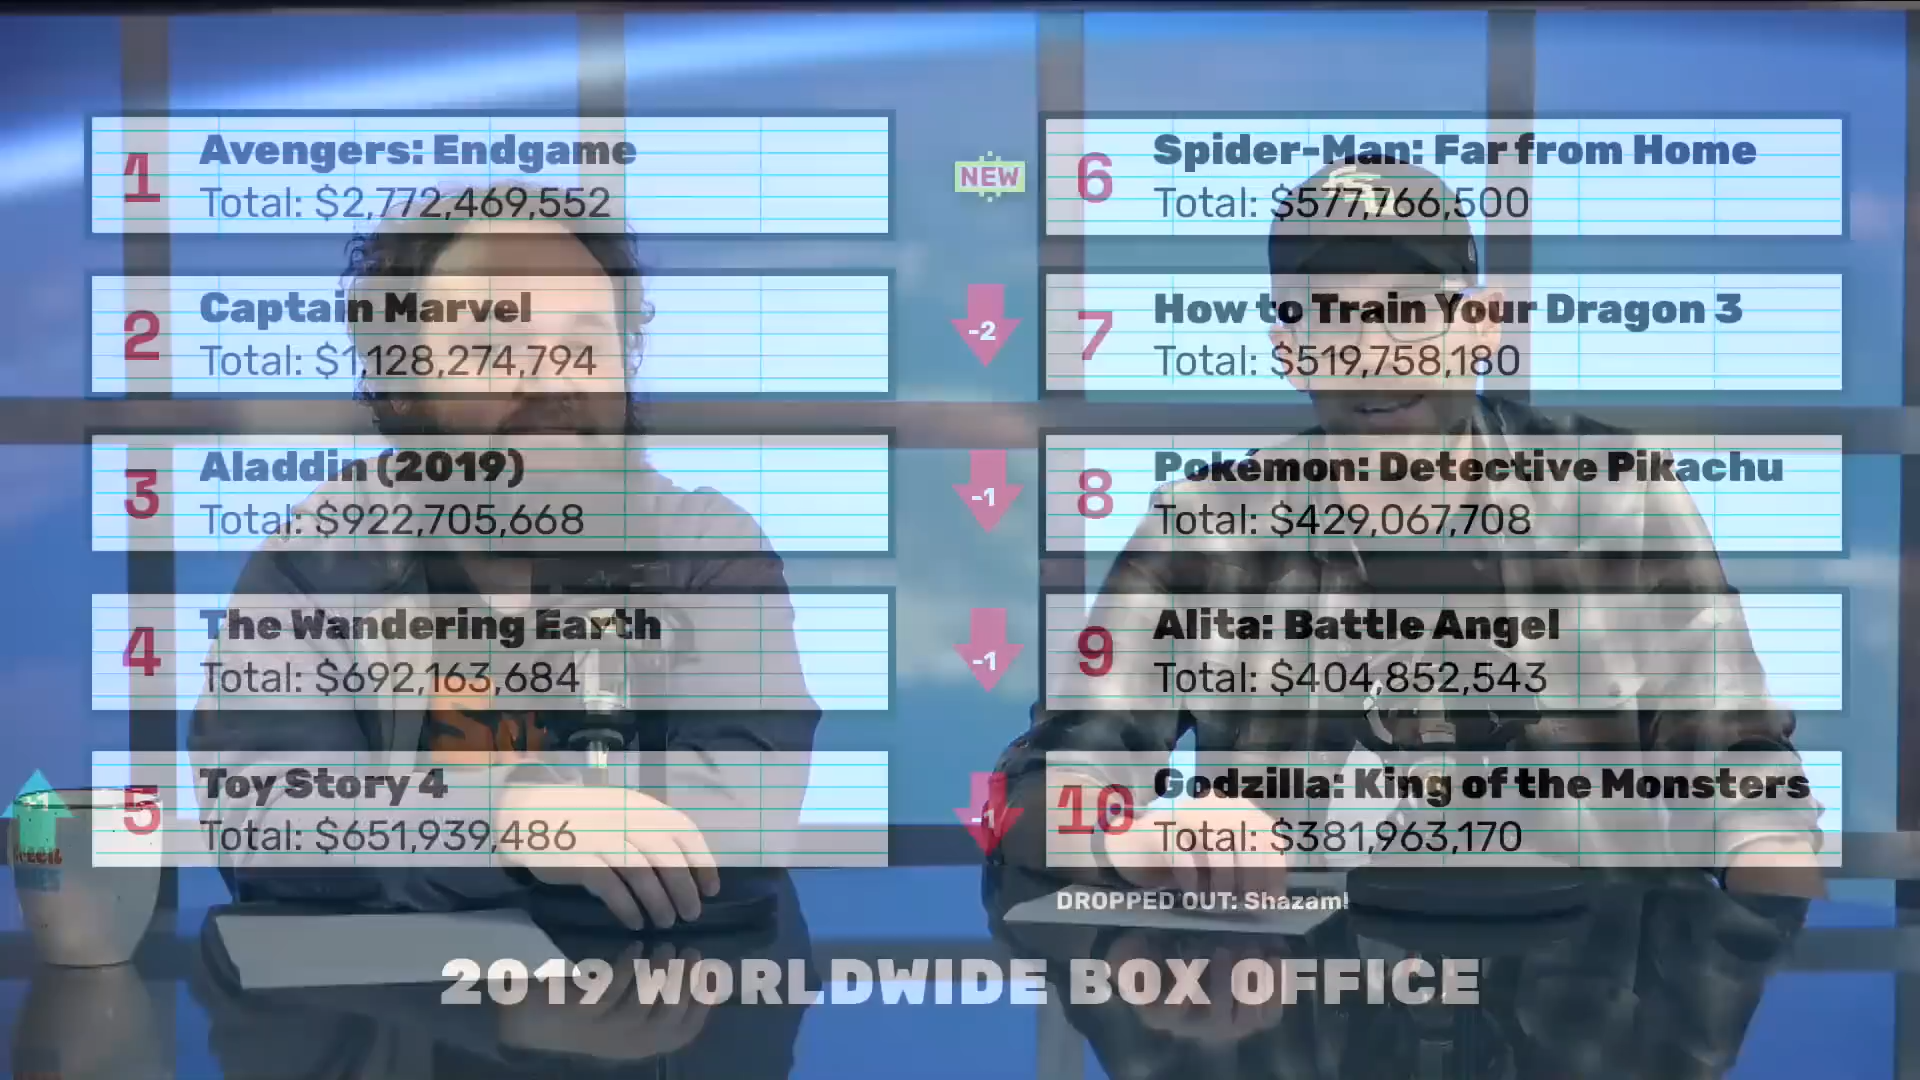 1
Avengers: Endgame
Total: $2,772,469,552
2
Captain Marvel
Total: $1,128,274,794
3
Aladdin (2019)
Total: $922,705,668
4
The Wandering Earth
Total: $692,163,684
+1
5
Toy Story 4
Total: $651,939,486
NEW
6
Spider-Man: Far from Home
Total: $577,766,500
-2
7
How to Train Your Dragon 3
Total: $519,758,180
-1
8
Pokémon: Detective Pikachu
Total: $429,067,708
-1
9
Alita: Battle Angel
Total: $404,852,543
-1
10
Godzilla: King of the Monsters
Total: $381,963,170
DROPPED OUT: Shazam!
2019 WORLDWIDE BOX OFFICE